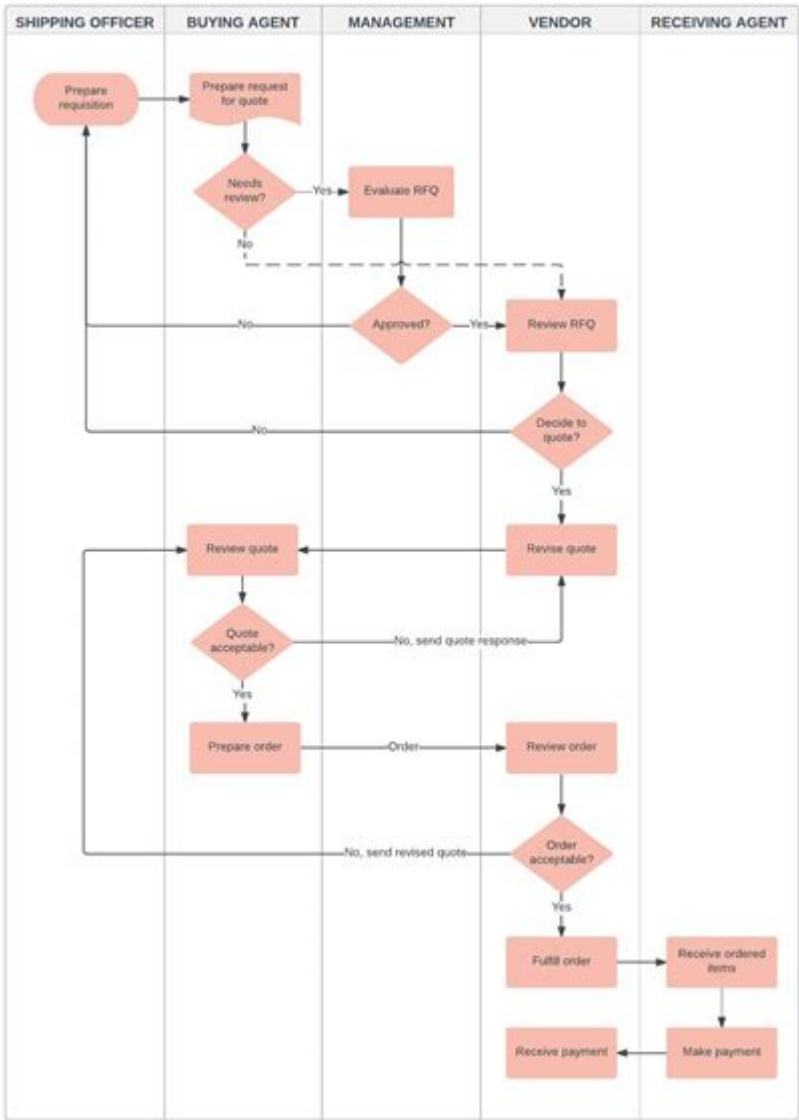 SHIPPING OFFICER
BUYING AGENT
MANAGEMENT
VENDOR
RECEIVING AGENT
Prepare
requisition
Prepare request
for quote
Needs
review?
Yes
Evaluate RFQ
No
No
Approved?
Yes
Review RFQ
No
Decide to
quote?
Yes
Review quote
Revise quote
Quote
acceptable?
No, send quote response
Yes
Prepare order
Order
Review order
No, send revised quote
Order
acceptable?
Yes
Fulfill order
Receive ordered
items
Receive payment
Make payment